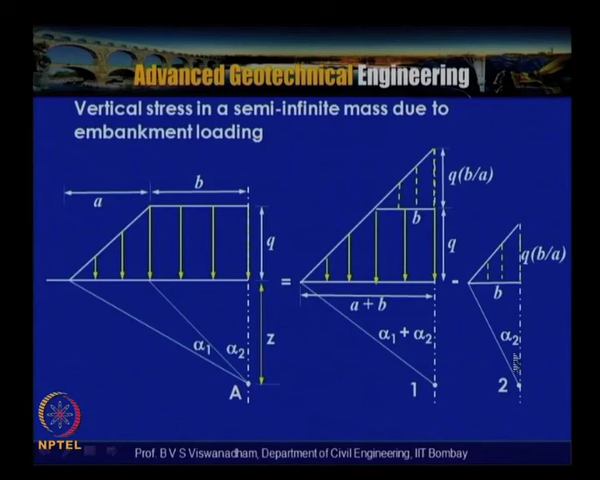 Advanced Geotechnical Engineering
Vertical stress in a semi-infinite mass due to
embankment loading
a
b
q
z
α1
α2
A
=
q(b/a)
b
q
a + b
α1 + α2
1
-
q(b/a)
b
α2
2
NPTEL
Prof. B V S Viswanadham, Department of Civil Engineering, IIT Bombay